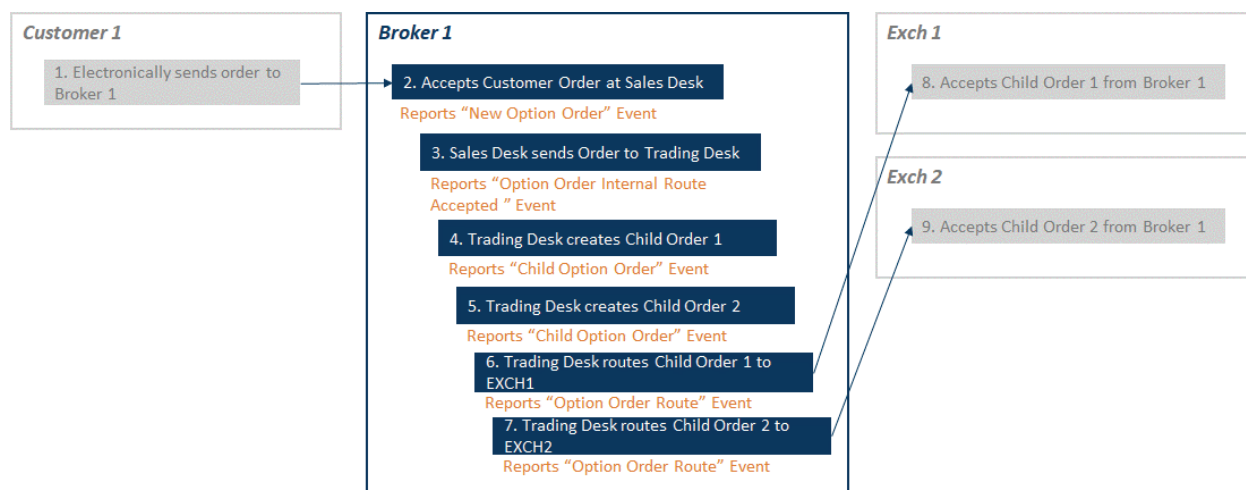 Customer 1
1. Electronically sends order to
Broker 1
Broker 1
2. Accepts Customer Order at Sales Desk
Reports “New Option Order” Event
3. Sales Desk sends Order to Trading Desk
Reports “Option Order Internal Route
Accepted ” Event
4. Trading Desk creates Child Order 1
Reports “Child Option Order” Event
5. Trading Desk creates Child Order 2
Reports “Child Option Order” Event
6. Trading Desk routes Child Order 1 to
EXCH1
Reports “Option Order Route” Event
7. Trading Desk routes Child Order 2 to
EXCH2
Reports “Option Order Route” Event
Exch 1
8. Accepts Child Order 1 from Broker 1
Exch 2
9. Accepts Child Order 2 from Broker 1